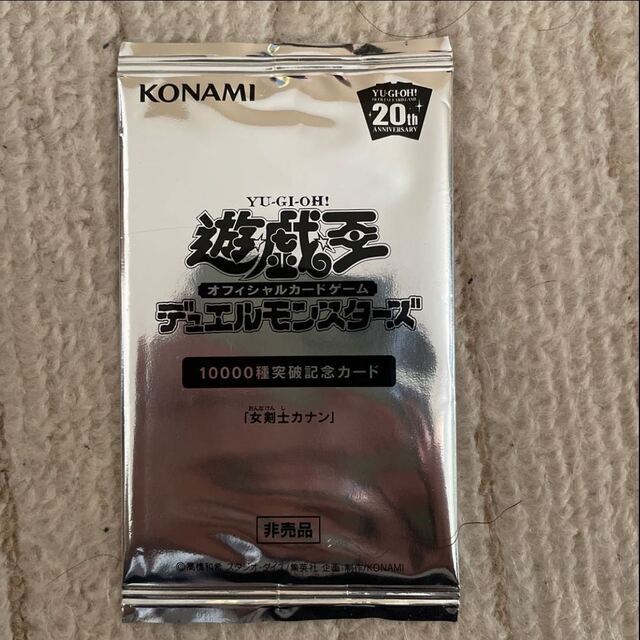 KONAMI
YU-GI-OH!
OFFICIAL CARD GAME
20th
ANNIVERSARY
YU-GI-OH!
遊戯王
オフィシャルカードゲーム
デュエルモンスターズ
10000種突破記念カード
おんなけんし
「女剣士カナン」
非売品
©高橋和希 スタジオ・ダイス/集英社 企画・制作/KONAMI